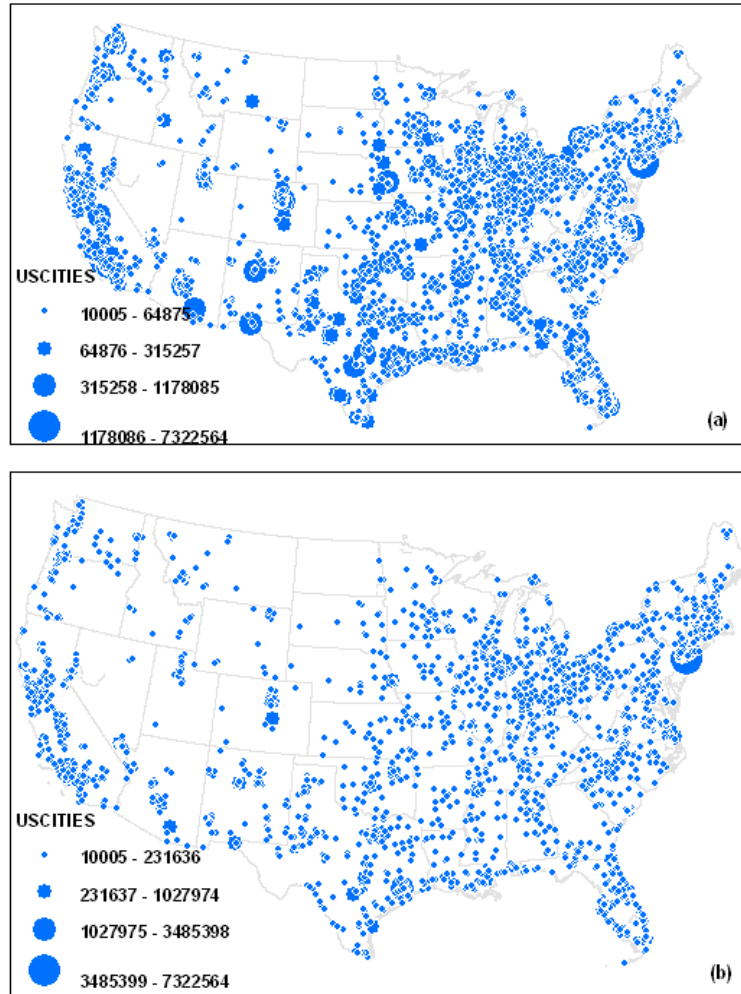 USCITIES
10005 - 64875
64876 - 315257
315258 - 1178085
1178086 - 7322564
(a)
USCITIES
10005 - 231636
231637 - 1027974
1027975 - 3485398
3485399 - 7322564
(b)